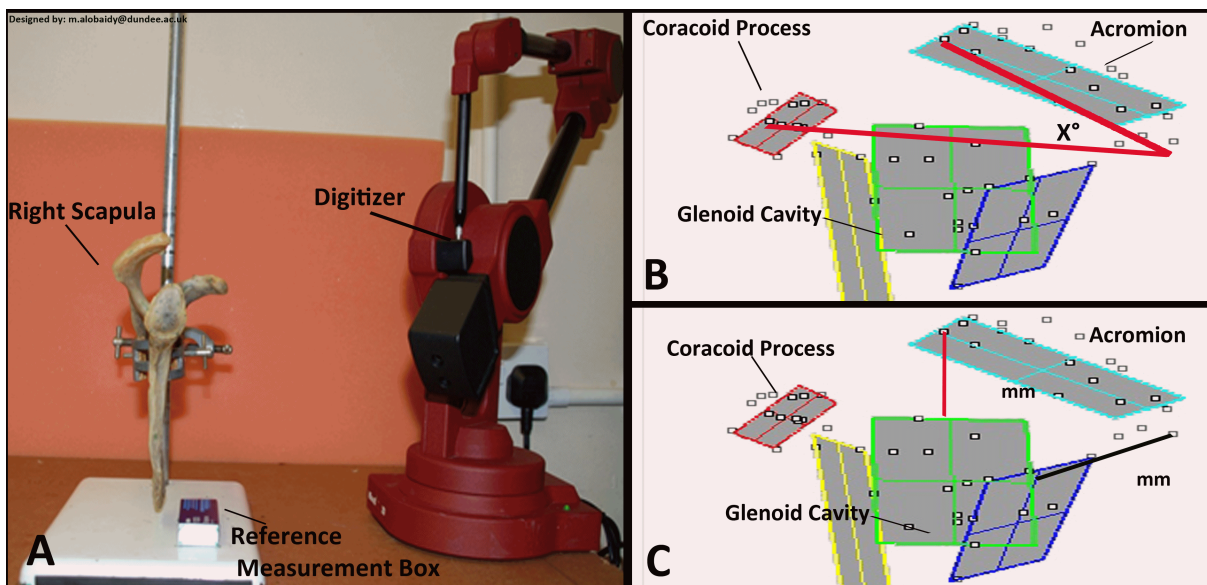 Designed by: m.alobaidy@dundee.ac.uk
Right Scapula
Digitizer
Reference
Measurement Box
A
Coracoid Process
Acromion
X°
Glenoid Cavity
B
Coracoid Process
Acromion
mm
mm
Glenoid Cavity
C